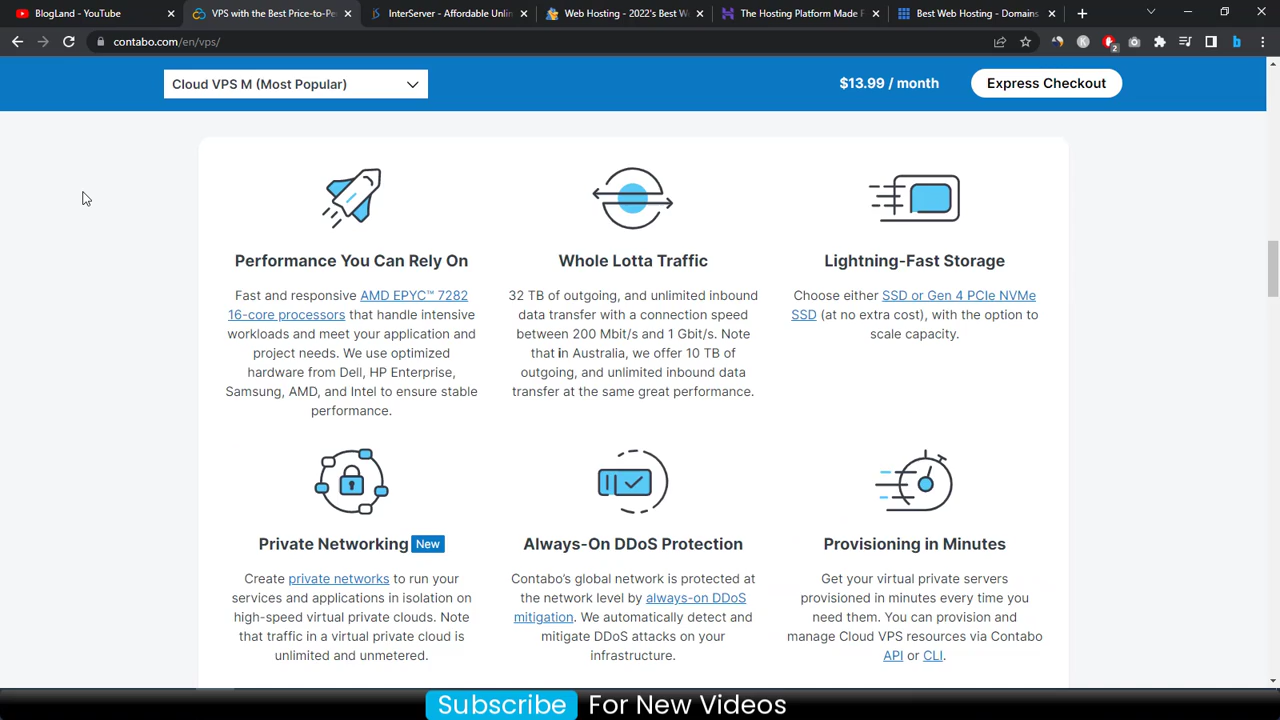 BlogLand - YouTube
VPS with the Best Price-to-Pe
InterServer - Affordable Unlin
Web Hosting - 2022's Best W
The Hosting Platform Made F
Best Web Hosting - Domains
contabo.com/en/vps/
2
Cloud VPS M (Most Popular)
$13.99 / month
Express Checkout
Performance You Can Rely On
Fast and responsive AMD EPYC™ 7282
16-core processors that handle intensive
workloads and meet your application and
project needs. We use optimized
hardware from Dell, HP Enterprise,
Samsung, AMD, and Intel to ensure stable
performance.
Whole Lotta Traffic
32 TB of outgoing, and unlimited inbound
data transfer with a connection speed
between 200 Mbit/s and 1 Gbit/s. Note
that in Australia, we offer 10 TB of
outgoing, and unlimited inbound data
transfer at the same great performance.
Lightning-Fast Storage
Choose either SSD or Gen 4 PCIe NVMe
SSD (at no extra cost), with the option to
scale capacity.
Private Networking New
Create private networks to run your
services and applications in isolation on
high-speed virtual private clouds. Note
that traffic in a virtual private cloud is
unlimited and unmetered.
Always-On DDoS Protection
Contabo's global network is protected at
the network level by always-on DDoS
mitigation. We automatically detect and
mitigate DDoS attacks on your
infrastructure.
Provisioning in Minutes
Get your virtual private servers
provisioned in minutes every time you
need them. You can provision and
manage Cloud VPS resources via Contabo
API or CLI.
Subscribe For New Videos